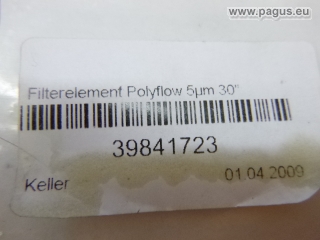 www.pagus.eu
Filterelement Polyflow 5µm 30"
39841723
Keller 01.04.2009